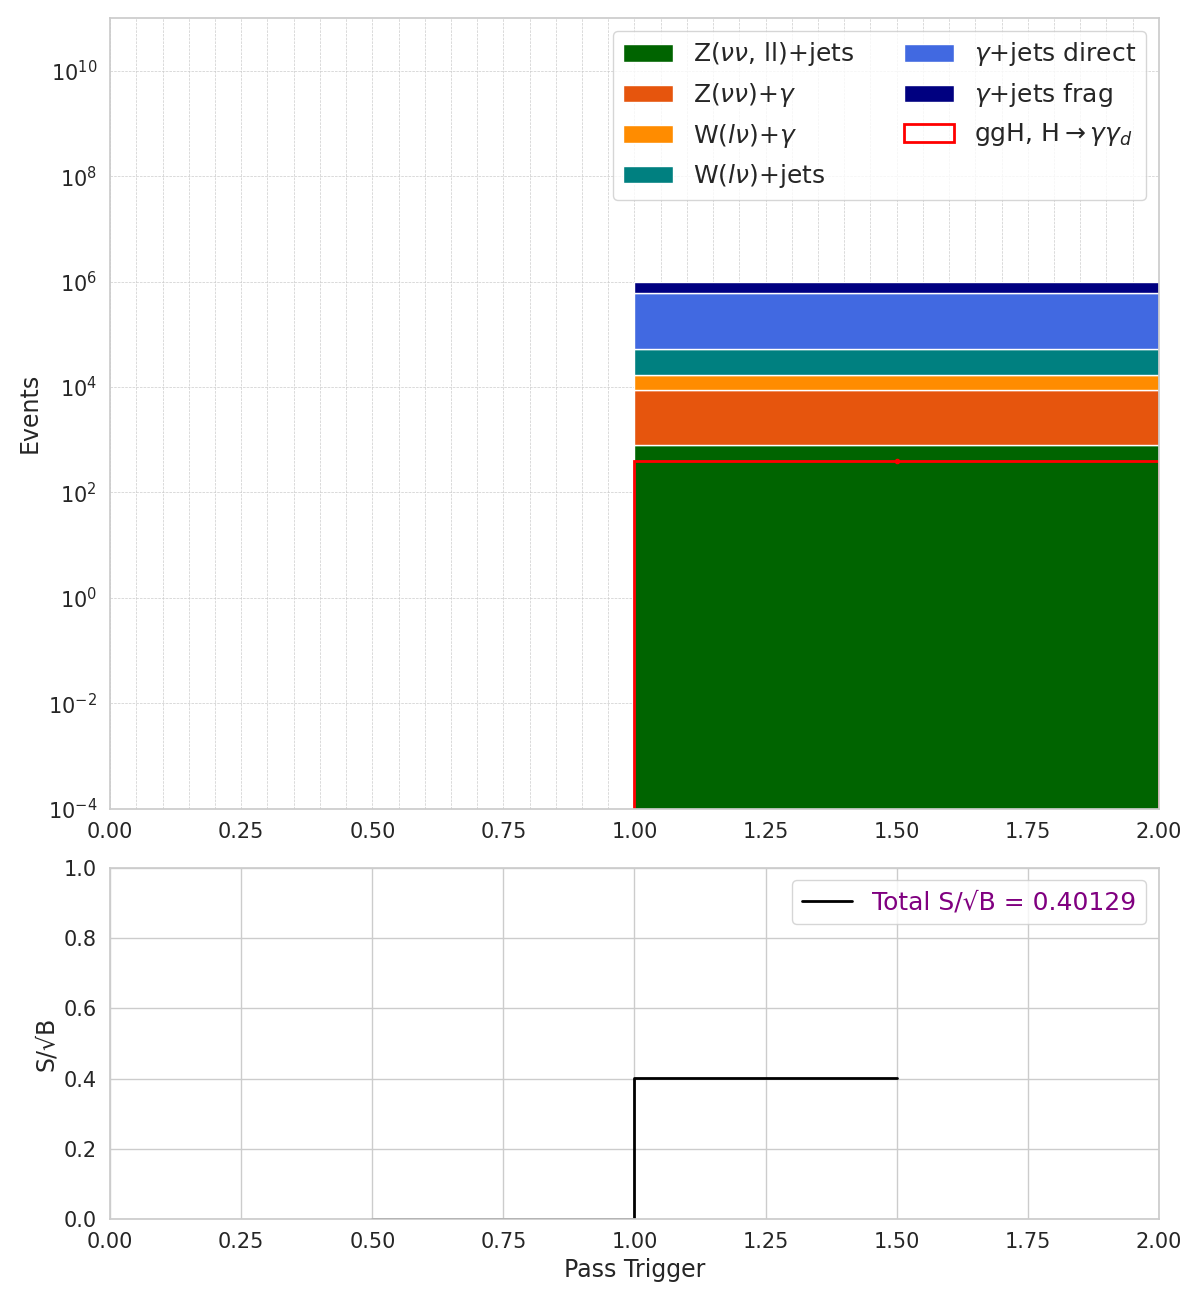 Z(νν, ll)+jets
Z(νν)+γ
W(lν)+γ
W(lν)+jets
γ+jets direct
γ+jets frag
ggH, H→γγ_d
10^10
10^8
10^6
10^4
10^2
10^0
10^−2
10^−4
Events
0.00 0.25 0.50 0.75 1.00 1.25 1.50 1.75 2.00
Total S/√B = 0.40129
1.0
0.8
0.6
0.4
0.2
0.0
S/√B
0.00 0.25 0.50 0.75 1.00 1.25 1.50 1.75 2.00
Pass Trigger